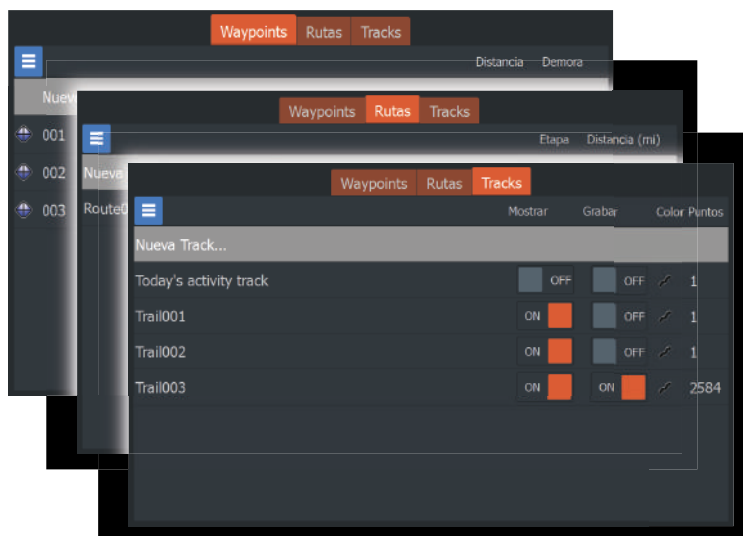 Waypoints Rutas Tracks
Distancia Demora
Nuev
001
002
003
Waypoints Rutas Tracks
Etapa Distancia (mi)
Nueva
Route0
Waypoints Rutas Tracks
Mostrar Grabar Color Puntos
Nueva Track...
Today's activity track OFF OFF 1
Trail001 ON OFF 1
Trail002 ON OFF 1
Trail003 ON ON 2584